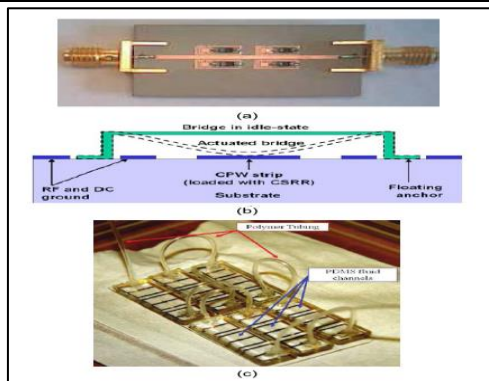 (a)
Bridge in idle-state
Actuated bridge
RF and DC
ground
CPW strip
(loaded with CSRR)
Substrate
Floating
anchor
(b)
Polymer Tubing
PDMS fluid
channels
(c)